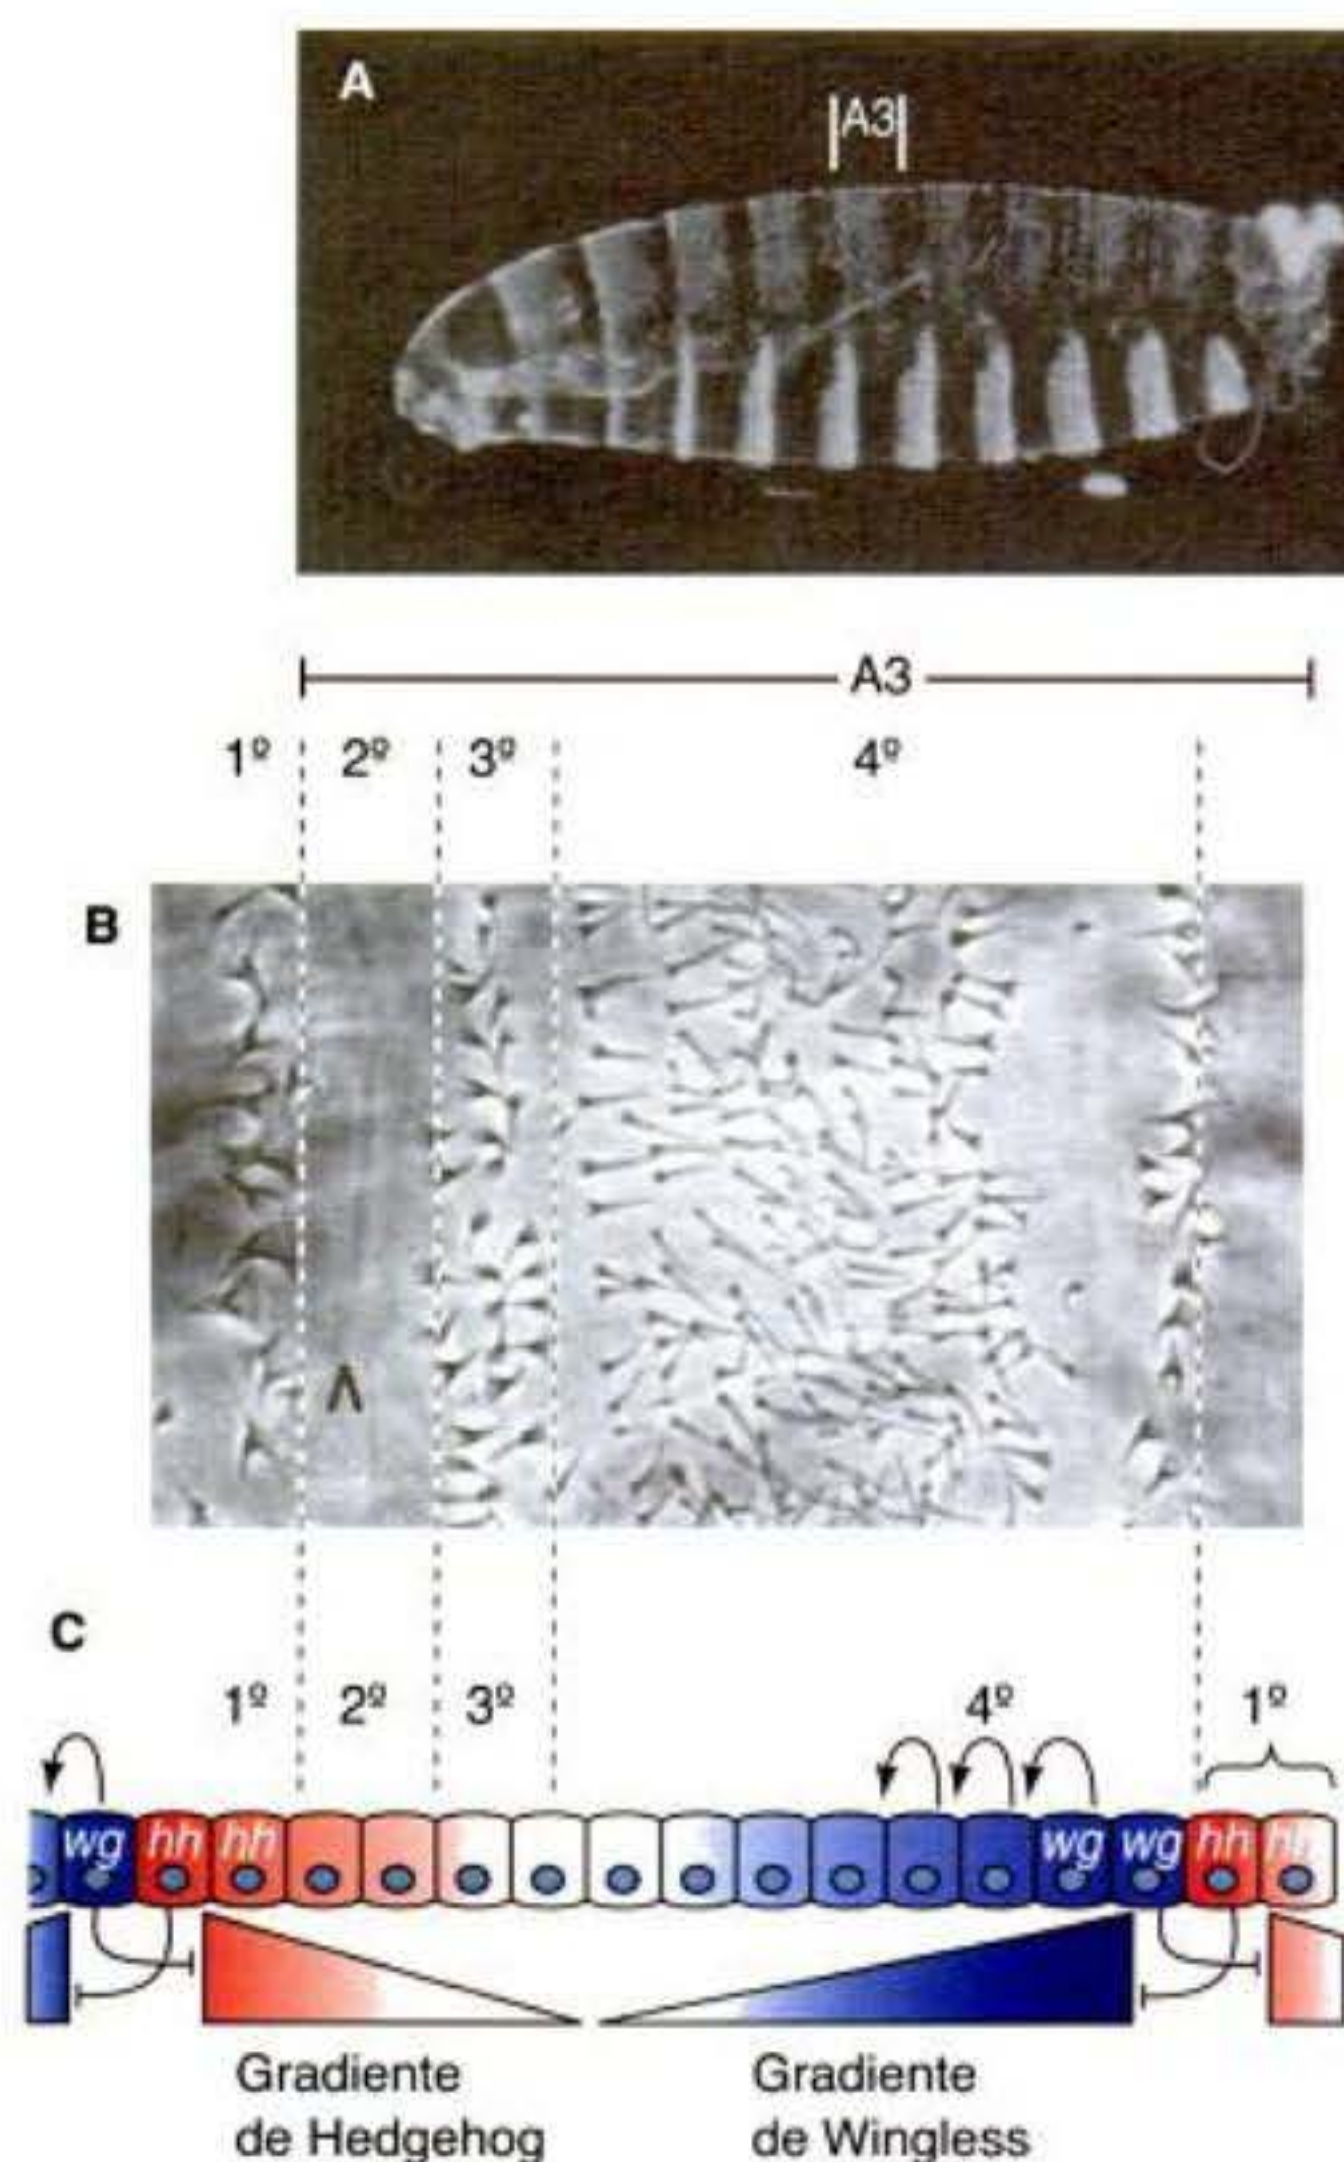 A
A3
A3
1º 2º 3º 4º
B
Λ
C
1º 2º 3º 4º 1º
wg hh hh wg wg hh hh
Gradiente
de Hedgehog
Gradiente
de Wingless